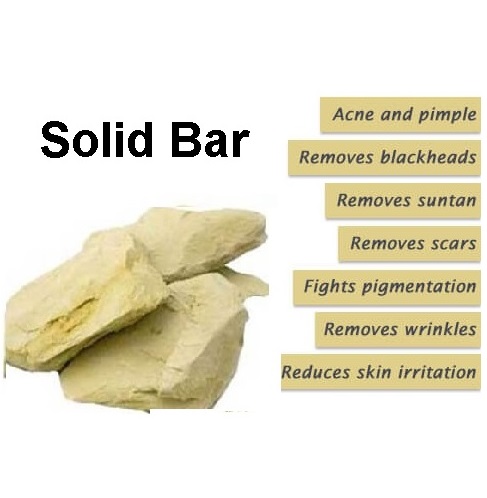 Solid Bar
Acne and pimple
Removes blackheads
Removes suntan
Removes scars
Fights pigmentation
Removes wrinkles
Reduces skin irritation